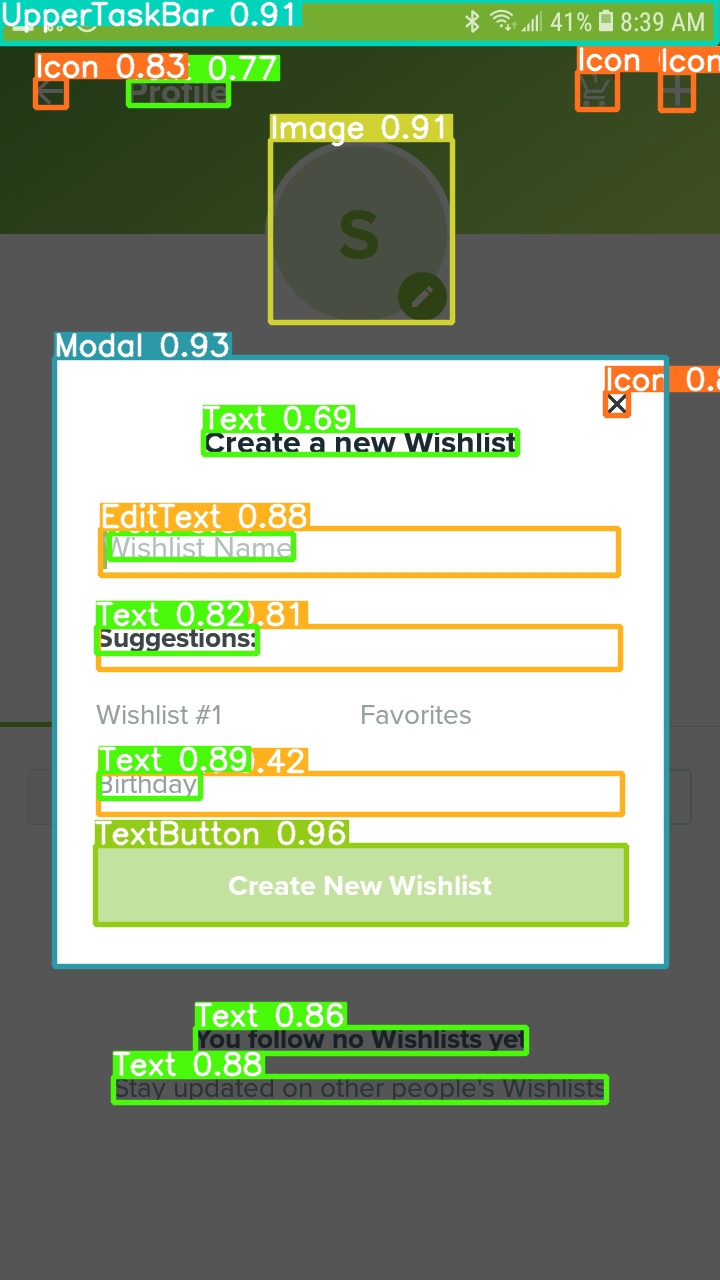 UpperTaskBar 0.91
41% 8:39 AM
Icon 0.83 0.77 Icon Icon
Profile
Image 0.91
S
Modal 0.93
Icon 0.8
Text 0.69
Create a new Wishlist
EditText 0.88
Wishlist Name
Text 0.82 .81
Suggestions:
Wishlist #1 Favorites
Text 0.89 .42
Birthday
TextButton 0.96
Create New Wishlist
Text 0.86
You follow no Wishlists yet
Text 0.88
Stay updated on other people's Wishlists